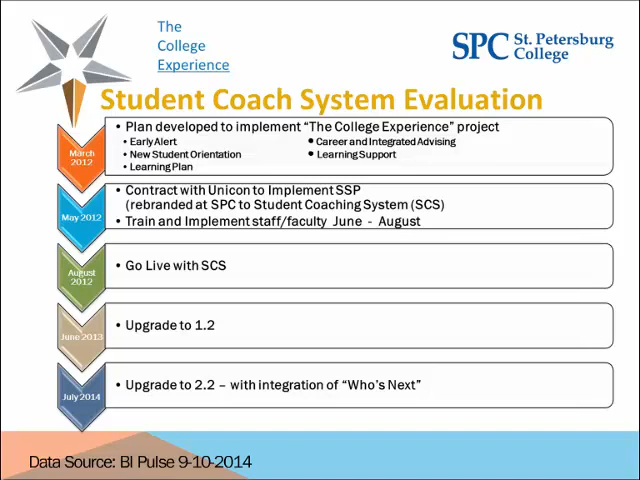 The
College
Experience
SPC St. Petersburg
College
Student Coach System Evaluation
March
2012
• Plan developed to implement “The College Experience” project
• Early Alert • Career and Integrated Advising
• New Student Orientation • Learning Support
• Learning Plan
May 2012
• Contract with Unicon to Implement SSP
(rebranded at SPC to Student Coaching System (SCS)
• Train and Implement staff/faculty June - August
August
2012
• Go Live with SCS
June 2013
• Upgrade to 1.2
July 2014
• Upgrade to 2.2 – with integration of “Who’s Next”
Data Source: BI Pulse 9-10-2014